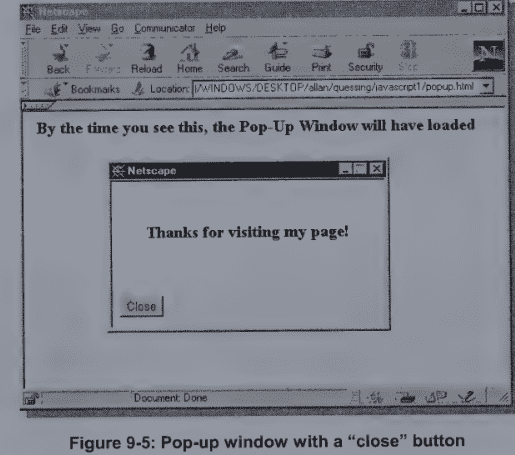 Netscape
File Edit View Go Communicator Help
Back Forward Reload Home Search Guide Print Security Stop
Bookmarks Location: /WINDOWS/DESKTOP/allan/quessing/javascript1/popup.html
By the time you see this, the Pop-Up Window will have loaded
Netscape
Thanks for visiting my page!
Close
Document: Done
Figure 9-5: Pop-up window with a “close” button